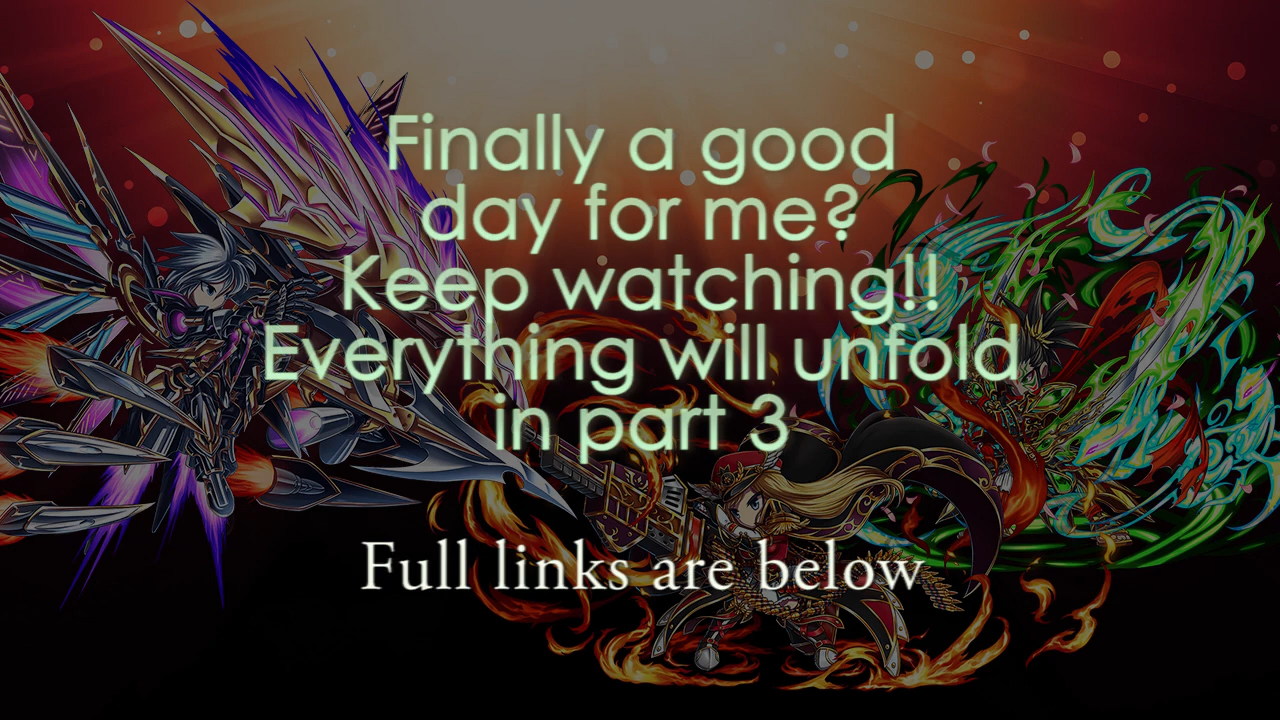 Finally a good
day for me?
Keep watching!!
Everything will unfold
in part 3
Full links are below